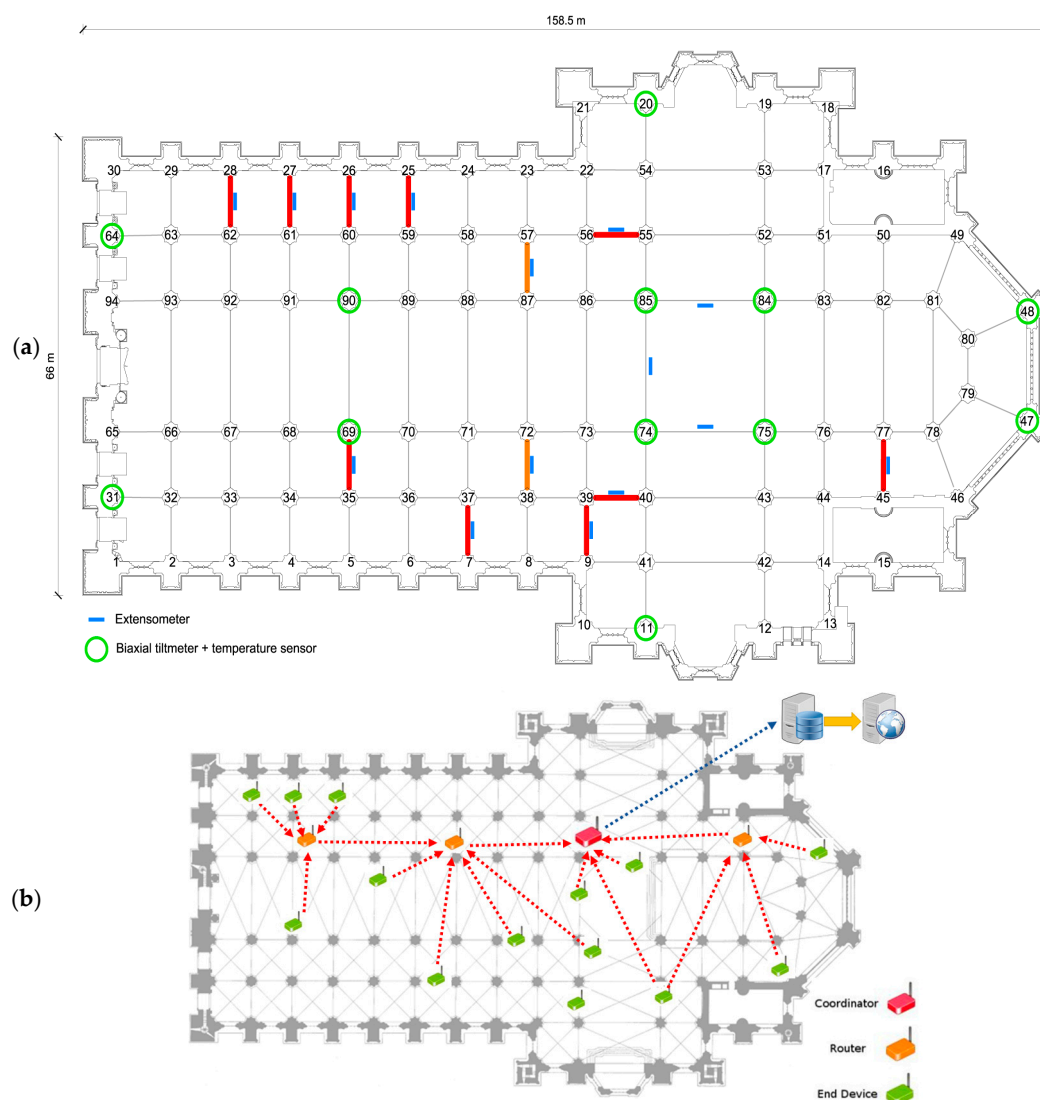 158.5 m
21 20 19 18
30 29 28 27 26 25 24 23 22 54 53 17 16
64 63 62 61 60 59 58 57 56 55 52 51 50 49
94 93 92 91 90 89 88 87 86 85 84 83 82 81 48
(a)
66 m
80
79
65 66 67 68 69 70 71 72 73 74 75 76 77 78 47
31 32 33 34 35 36 37 38 39 40 43 44 45 46
1 2 3 4 5 6 7 8 9 41 42 14 15
10 11 12 13
Extensometer
Biaxial tiltmeter + temperature sensor
(b)
Coordinator
Router
End Device